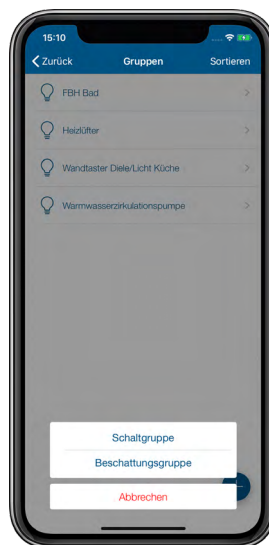 15:10
Zurück Gruppen Sortieren
FBH Bad
Heizlüfter
Wandtaster Diele/Licht Küche
Warmwasserzirkulationspumpe
Schaltgruppe
Beschattungsgruppe
Abbrechen